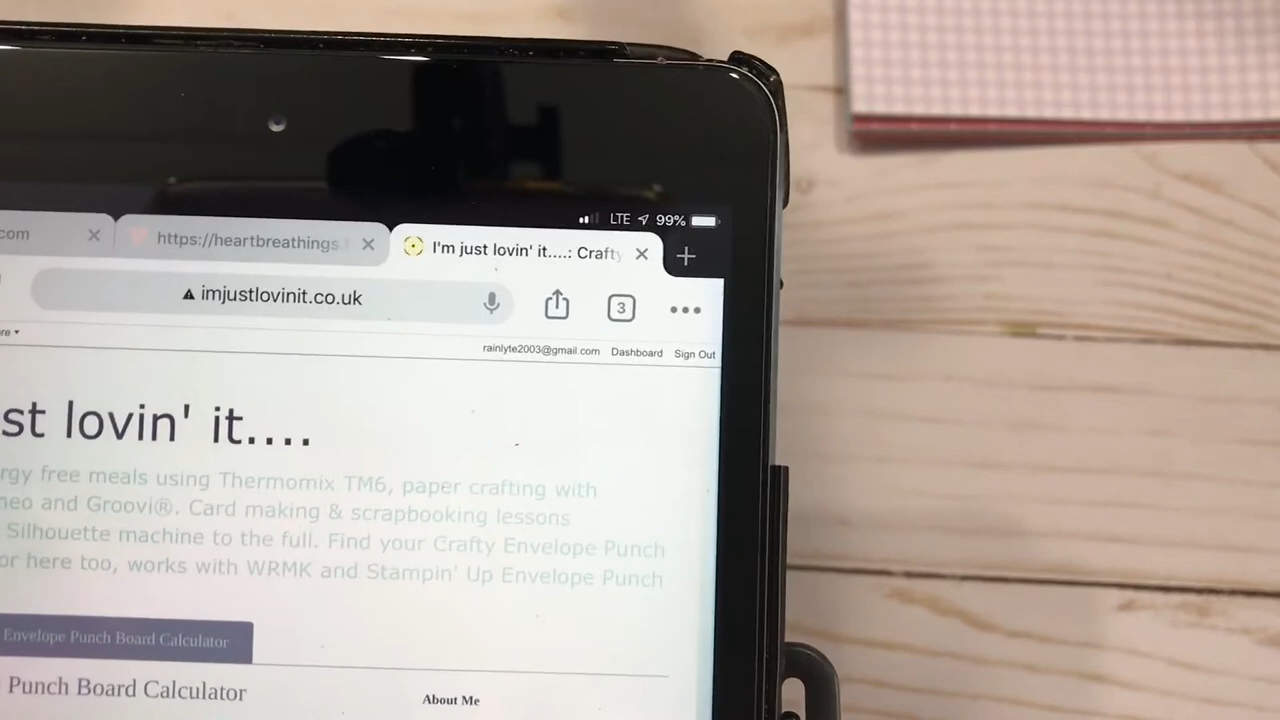 LTE 99%
com
https://heartbreathings.
I'm just lovin' it....: Crafty
imjustlovinit.co.uk
3
re
rainlyte2003@gmail.com Dashboard Sign Out
st lovin' it....
rgy free meals using Thermomix TM6, paper crafting with
neo and Groovi®. Card making & scrapbooking lessons
Silhouette machine to the full. Find your Crafty Envelope Punch
or here too, works with WRMK and Stampin' Up Envelope Punch
Envelope Punch Board Calculator
Punch Board Calculator
About Me